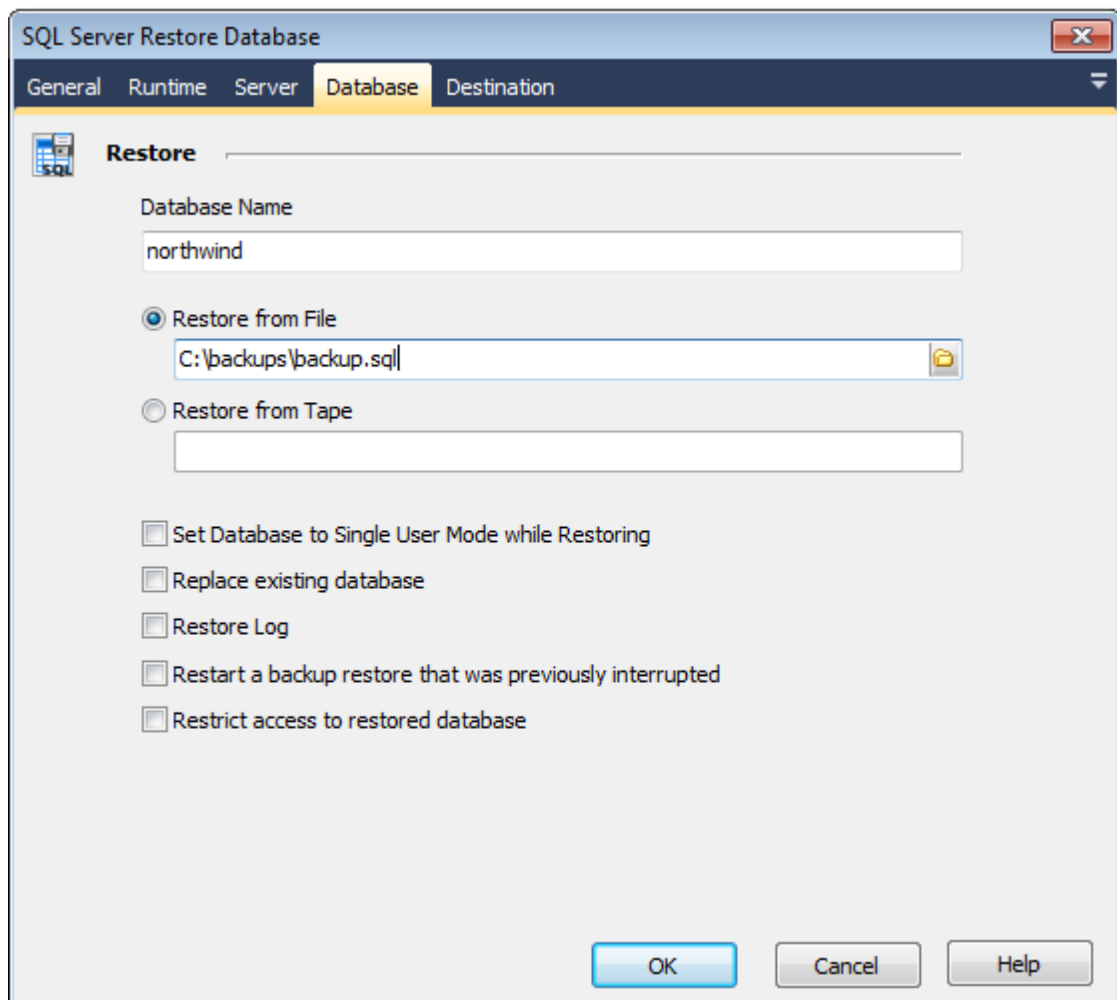 SQL Server Restore Database
General Runtime Server Database Destination
SQL
Restore
Database Name
northwind
Restore from File
C:\backups\backup.sql
Restore from Tape
Set Database to Single User Mode while Restoring
Replace existing database
Restore Log
Restart a backup restore that was previously interrupted
Restrict access to restored database
OK Cancel Help